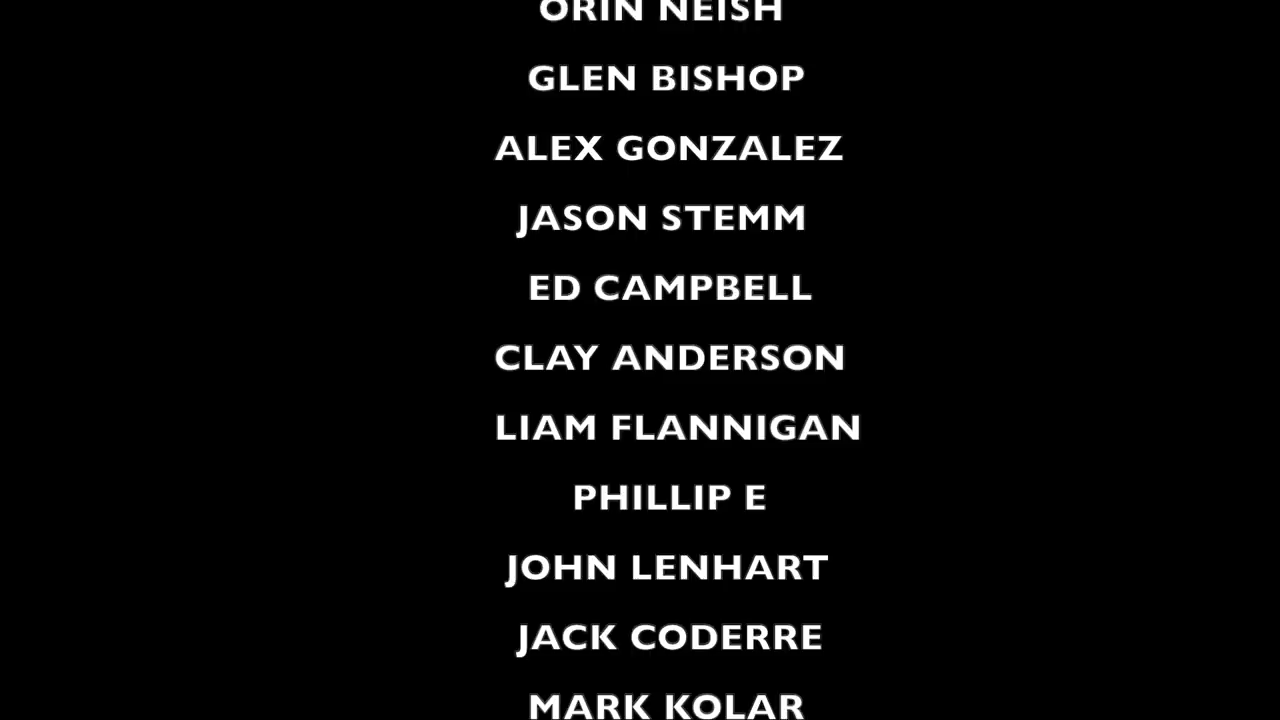 ORIN NEISH
GLEN BISHOP
ALEX GONZALEZ
JASON STEMM
ED CAMPBELL
CLAY ANDERSON
LIAM FLANNIGAN
PHILLIP E
JOHN LENHART
JACK CODERRE
MARK KOLAR